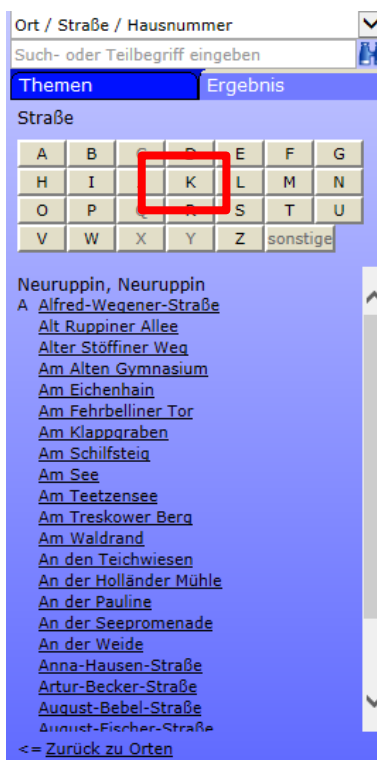 Ort / Straße / Hausnummer
Such- oder Teilbegriff eingeben
Themen Ergebnis
Straße
A B D E F G
H I K L M N
O P Q R S T U
V W X Y Z sonstige
Neuruppin, Neuruppin
A Alfred-Wegener-Straße
Alt Ruppiner Allee
Alter Stöffiner Weg
Am Alten Gymnasium
Am Eichenhain
Am Fehrbelliner Tor
Am Klappgraben
Am Schilfsteig
Am See
Am Teetzensee
Am Treskower Berg
Am Waldrand
An den Teichwiesen
An der Holländer Mühle
An der Pauline
An der Seepromenade
An der Weide
Anna-Hausen-Straße
Artur-Becker-Straße
August-Bebel-Straße
August-Fischer-Straße
<= Zurück zu Orten